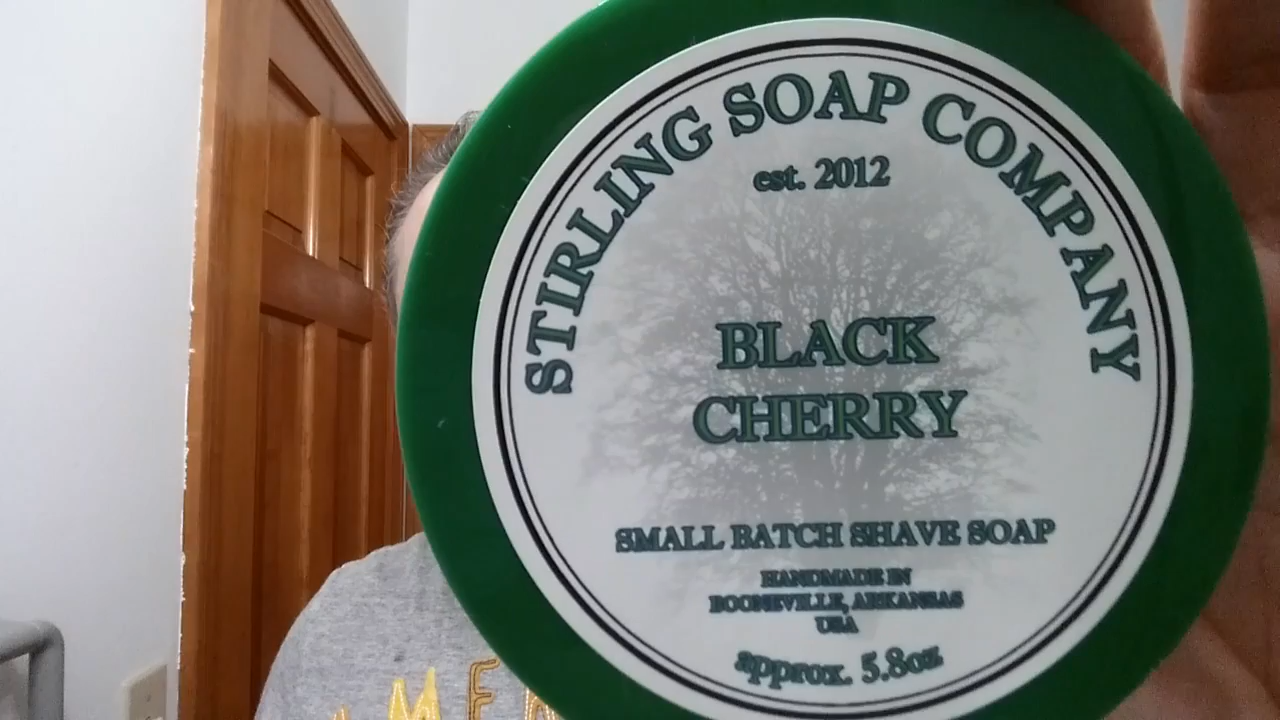 STIRLING SOAP COMPANY
est. 2012
BLACK
CHERRY
SMALL BATCH SHAVE SOAP
HANDMADE IN
BOONEVILLE, ARKANSAS
USA
approx. 5.8oz